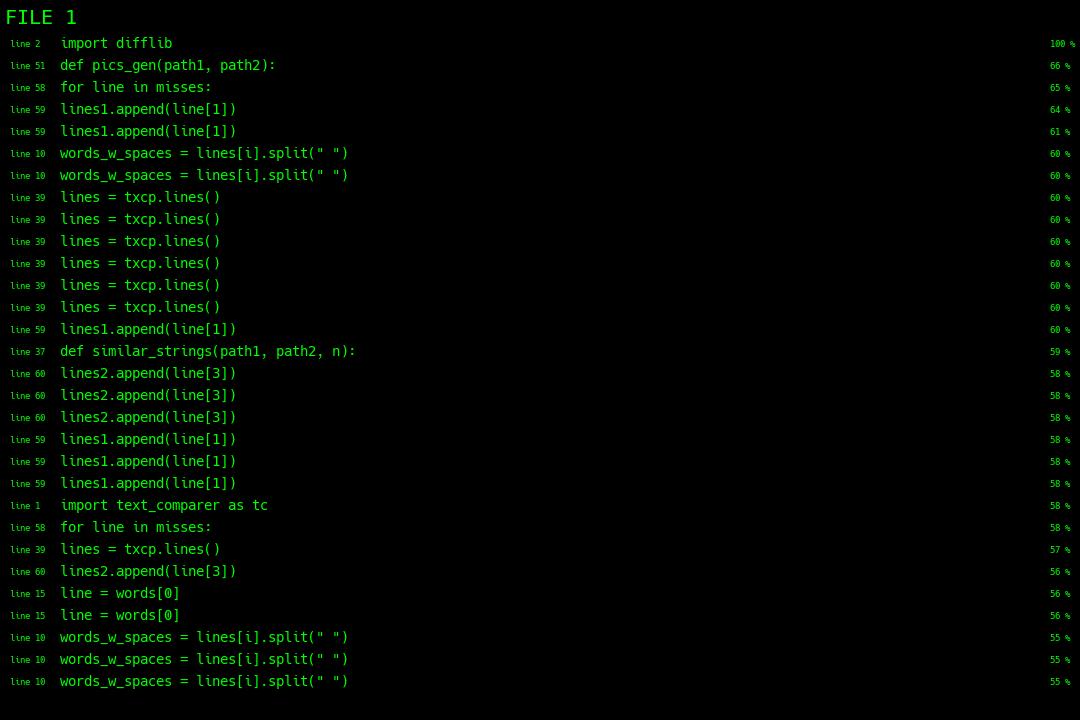 FILE 1
line 2 import difflib 100 %
line 51 def pics_gen(path1, path2): 66 %
line 58 for line in misses: 65 %
line 59 lines1.append(line[1]) 64 %
line 59 lines1.append(line[1]) 61 %
line 10 words_w_spaces = lines[i].split(" ") 60 %
line 10 words_w_spaces = lines[i].split(" ") 60 %
line 39 lines = txcp.lines() 60 %
line 39 lines = txcp.lines() 60 %
line 39 lines = txcp.lines() 60 %
line 39 lines = txcp.lines() 60 %
line 39 lines = txcp.lines() 60 %
line 39 lines = txcp.lines() 60 %
line 59 lines1.append(line[1]) 60 %
line 37 def similar_strings(path1, path2, n): 59 %
line 60 lines2.append(line[3]) 58 %
line 60 lines2.append(line[3]) 58 %
line 60 lines2.append(line[3]) 58 %
line 59 lines1.append(line[1]) 58 %
line 59 lines1.append(line[1]) 58 %
line 59 lines1.append(line[1]) 58 %
line 1 import text_comparer as tc 58 %
line 58 for line in misses: 58 %
line 39 lines = txcp.lines() 57 %
line 60 lines2.append(line[3]) 56 %
line 15 line = words[0] 56 %
line 15 line = words[0] 56 %
line 10 words_w_spaces = lines[i].split(" ") 55 %
line 10 words_w_spaces = lines[i].split(" ") 55 %
line 10 words_w_spaces = lines[i].split(" ") 55 %